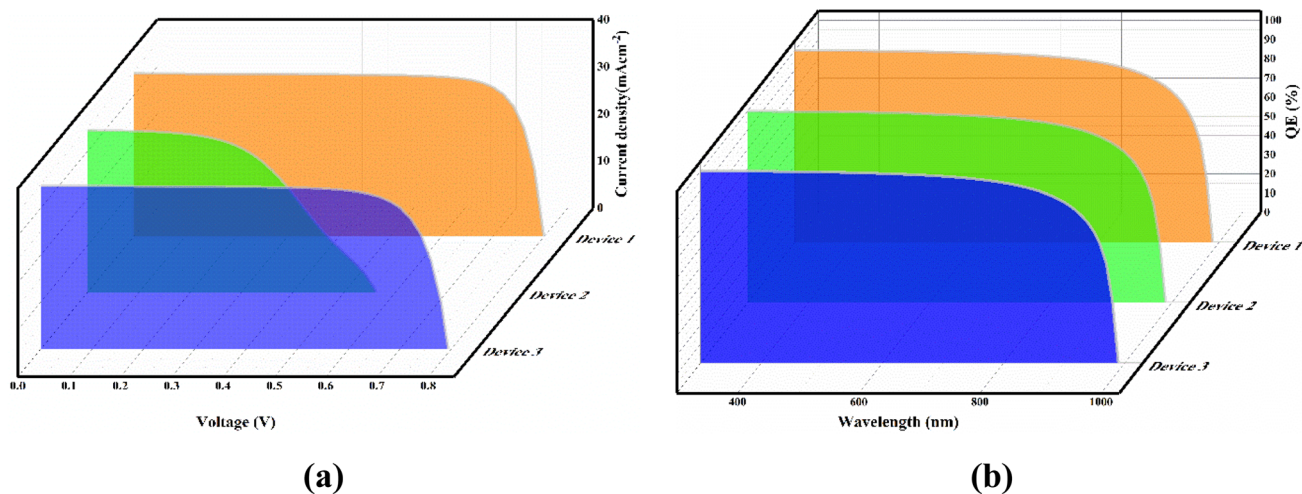 40
30
20
10
0
Current density(mAcm-2)
Device 1
Device 2
Device 3
0.0 0.1 0.2 0.3 0.4 0.5 0.6 0.7 0.8
Voltage (V)
(a)
100
90
80
70
60
50
40
30
20
10
0
QE (%)
Device 1
Device 2
Device 3
400 600 800 1000
Wavelength (nm)
(b)